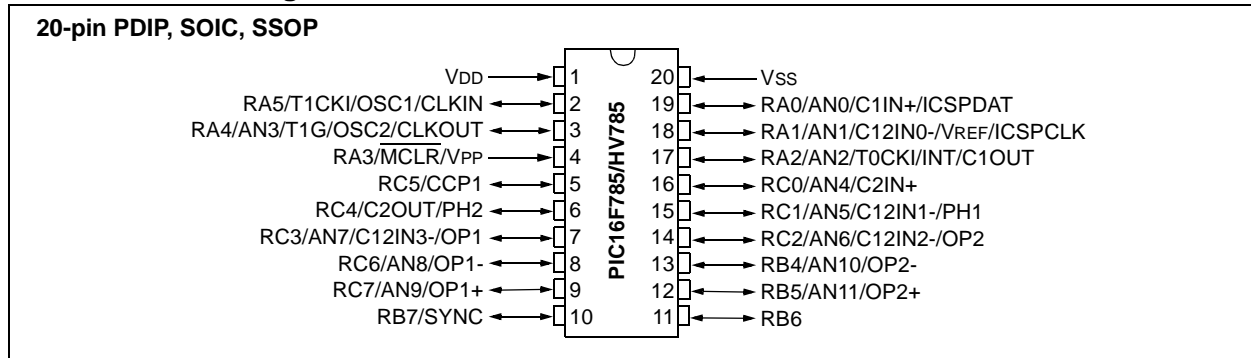 20-pin PDIP, SOIC, SSOP
VDD 1 20 VSS
RA5/T1CKI/OSC1/CLKIN 2 19 RA0/AN0/C1IN+/ICSPDAT
RA4/AN3/T1G/OSC2/CLKOUT 3 18 RA1/AN1/C12IN0-/VREF/ICSPCLK
RA3/MCLR/VPP 4 17 RA2/AN2/T0CKI/INT/C1OUT
RC5/CCP1 5 16 RC0/AN4/C2IN+
RC4/C2OUT/PH2 6 15 RC1/AN5/C12IN1-/PH1
RC3/AN7/C12IN3-/OP1 7 14 RC2/AN6/C12IN2-/OP2
RC6/AN8/OP1- 8 13 RB4/AN10/OP2-
RC7/AN9/OP1+ 9 12 RB5/AN11/OP2+
RB7/SYNC 10 11 RB6
PIC16F785/HV785